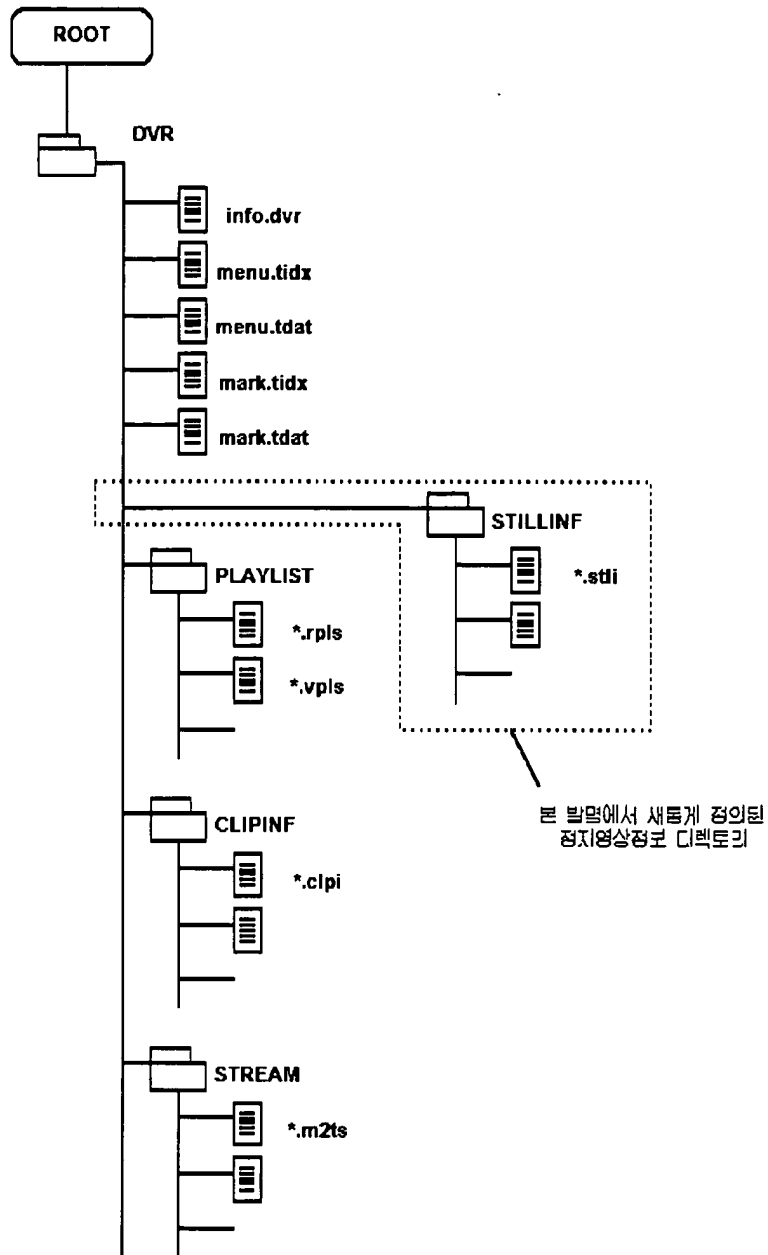 ROOT
DVR
info.dvr
menu.tidx
menu.tdat
mark.tidx
mark.tdat
STILLINF
*.stli
PLAYLIST
*.rpls
*.vpls
본 발명에서 새롭게 정의된
정지영상정보 디렉토리
CLIPINF
*.clpi
STREAM
*.m2ts